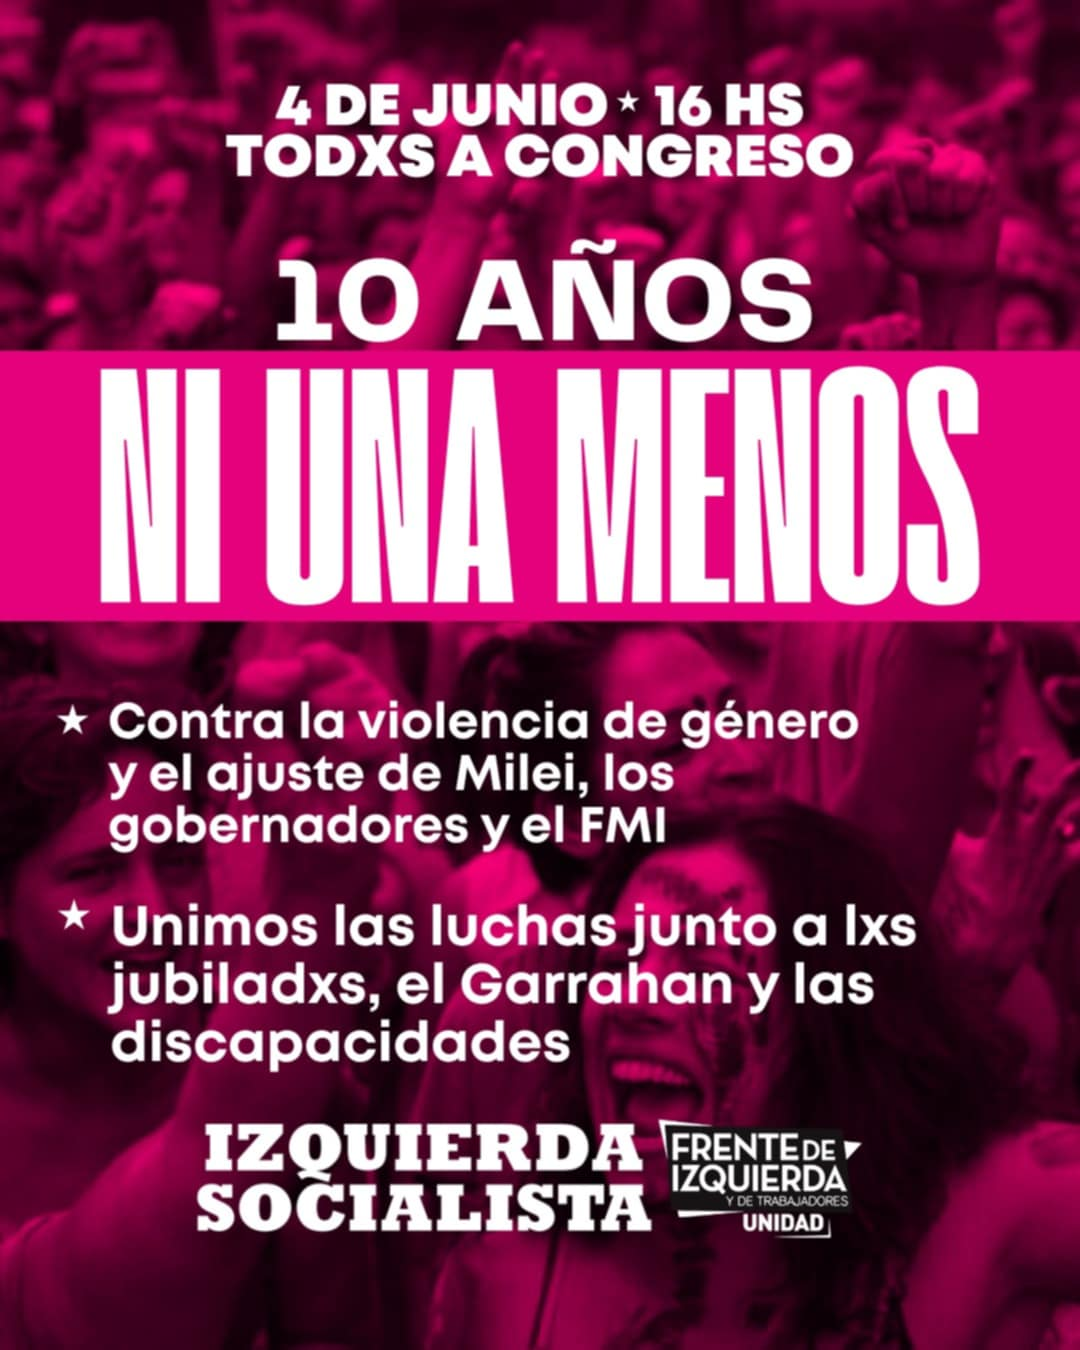 4 DE JUNIO ★ 16 HS
TODXS A CONGRESO
10 AÑOS
NI UNA MENOS
★ Contra la violencia de género
y el ajuste de Milei, los
gobernadores y el FMI
★ Unimos las luchas junto a lxs
jubiladxs, el Garrahan y las
discapacidades
IZQUIERDA
SOCIALISTA
FRENTE DE
IZQUIERDA
Y DE TRABAJADORES
UNIDAD